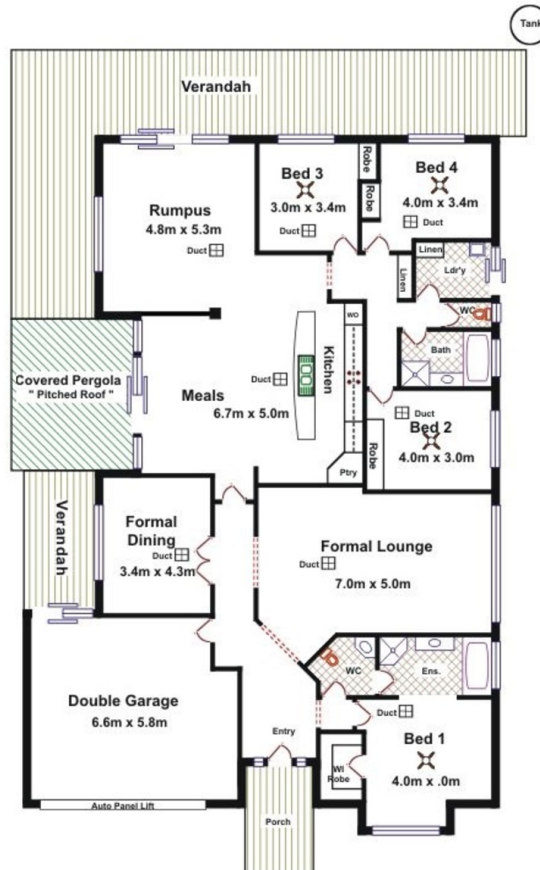 Tank
Verandah
Rumpus
4.8m x 5.3m
Duct
Bed 3
3.0m x 3.4m
Duct
Robe
Robe
Bed 4
4.0m x 3.4m
Duct
Linen
Ldr'y
Linen
WC
Bath
Covered Pergola
" Pitched Roof "
Meals
6.7m x 5.0m
Duct
WO
Kitchen
Ptry
Duct
Bed 2
4.0m x 3.0m
Robe
Verandah
Formal
Dining
Duct
3.4m x 4.3m
Formal Lounge
Duct
7.0m x 5.0m
WC
Ens.
Double Garage
6.6m x 5.8m
Auto Panel Lift
Entry
Porch
Duct
Bed 1
4.0m x .0m
WI
Robe